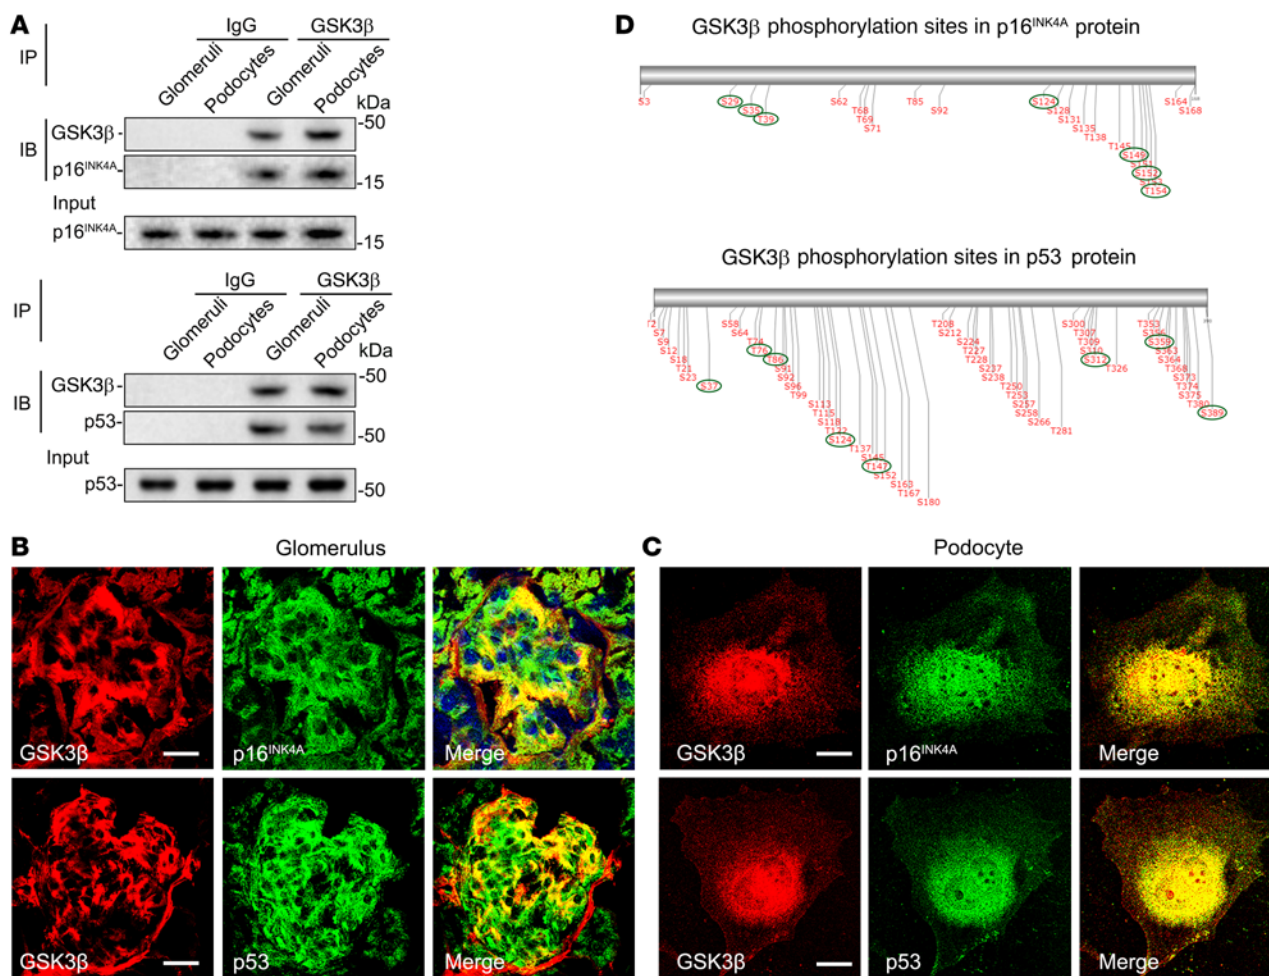 A
IgG GSK3β
IP
Glomeruli Podocytes Glomeruli Podocytes
kDa
GSK3β -50
IB
p16INK4A -15
Input
p16INK4A -15
IgG GSK3β
IP
Glomeruli Podocytes Glomeruli Podocytes
kDa
GSK3β -50
IB
p53 -50
Input
p53 -50
D
GSK3β phosphorylation sites in p16INK4A protein
S3 S29 S35 T39 S62 T68 T69 S71 T85 S92 S124 S128 S131 S135 T138 T145 S149 S151 S152 T154 S164 S168
GSK3β phosphorylation sites in p53 protein
S7 S9 S12 S18 T21 S23 S37 S58 S64 T76 T86 S91 S92 S96 T99 S113 T115 S118 S124 T137 S145 T147 S152 S163 T167 S180 T208 S212 S224 T227 T228 S237 S238 T250 T253 S257 S258 S266 T281 S300 T307 T309 S312 T326 T353 S359 S363 S364 T368 S373 T374 S375 T380 S389
B
Glomerulus
GSK3β p16INK4A Merge
GSK3β p53 Merge
C
Podocyte
GSK3β p16INK4A Merge
GSK3β p53 Merge